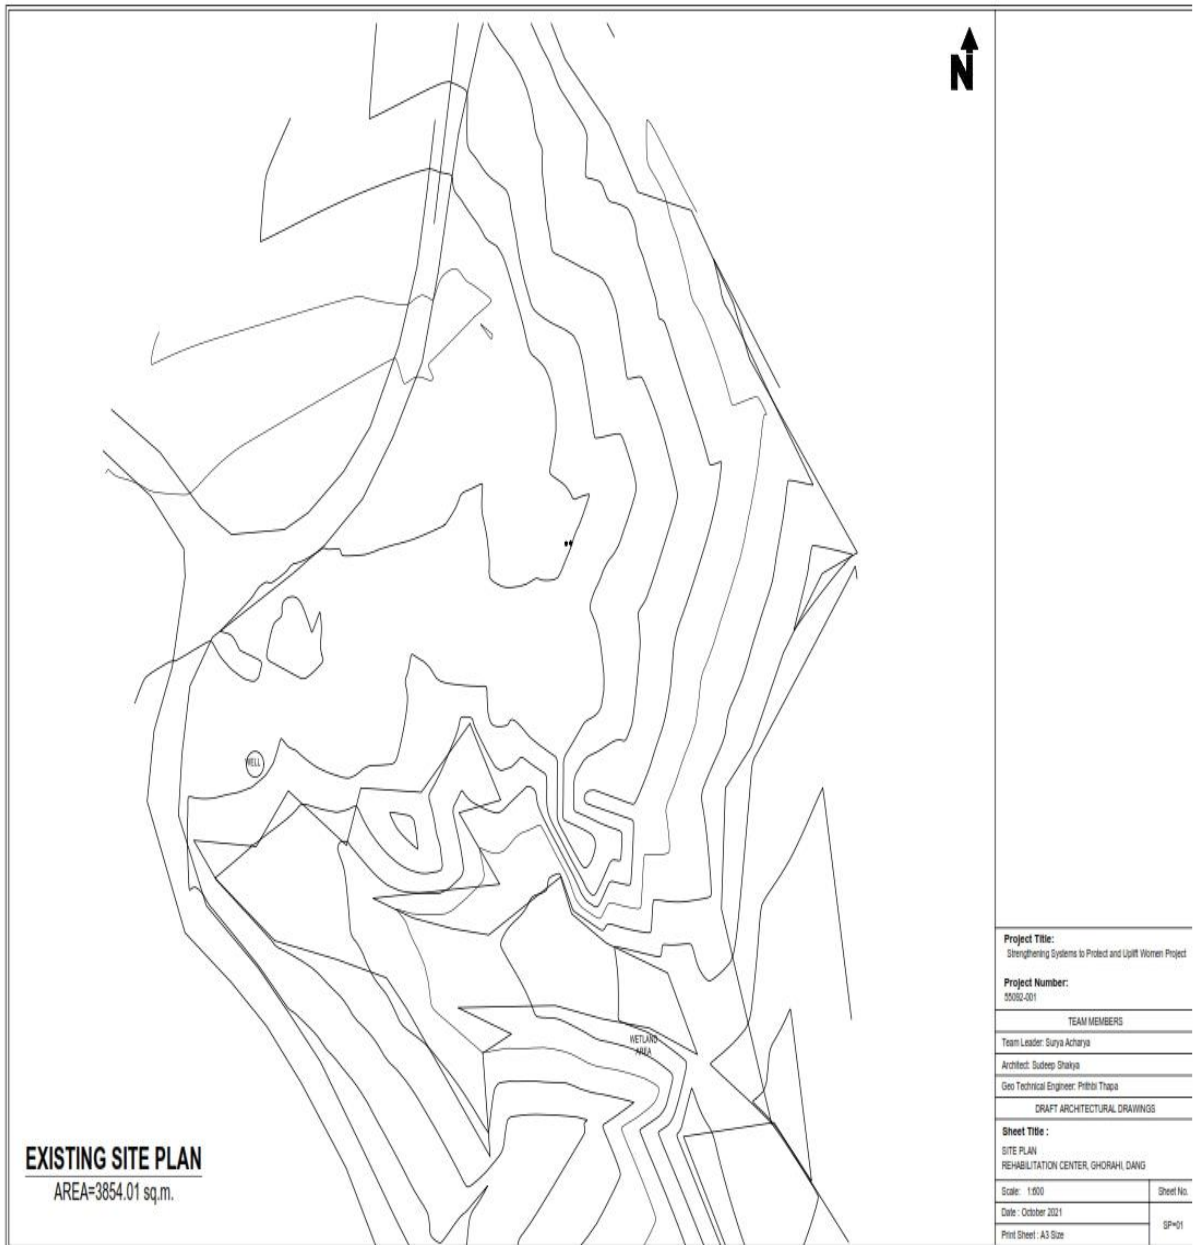 N
WELL
WETLAND
AREA
EXISTING SITE PLAN
AREA=3854.01 sq.m.
Project Title:
Strengthening Systems to Protect and Uplift Women Project
Project Number:
55092-001
TEAM MEMBERS
Team Leader: Surya Acharya
Architect: Sudeep Shakya
Geo Technical Engineer: Prithbi Thapa
DRAFT ARCHITECTURAL DRAWINGS
Sheet Title :
SITE PLAN
REHABILITATION CENTER, GHORAHI, DANG
Scale: 1:600
Sheet No.
Date : October 2021
SP=01
Print Sheet : A3 Size